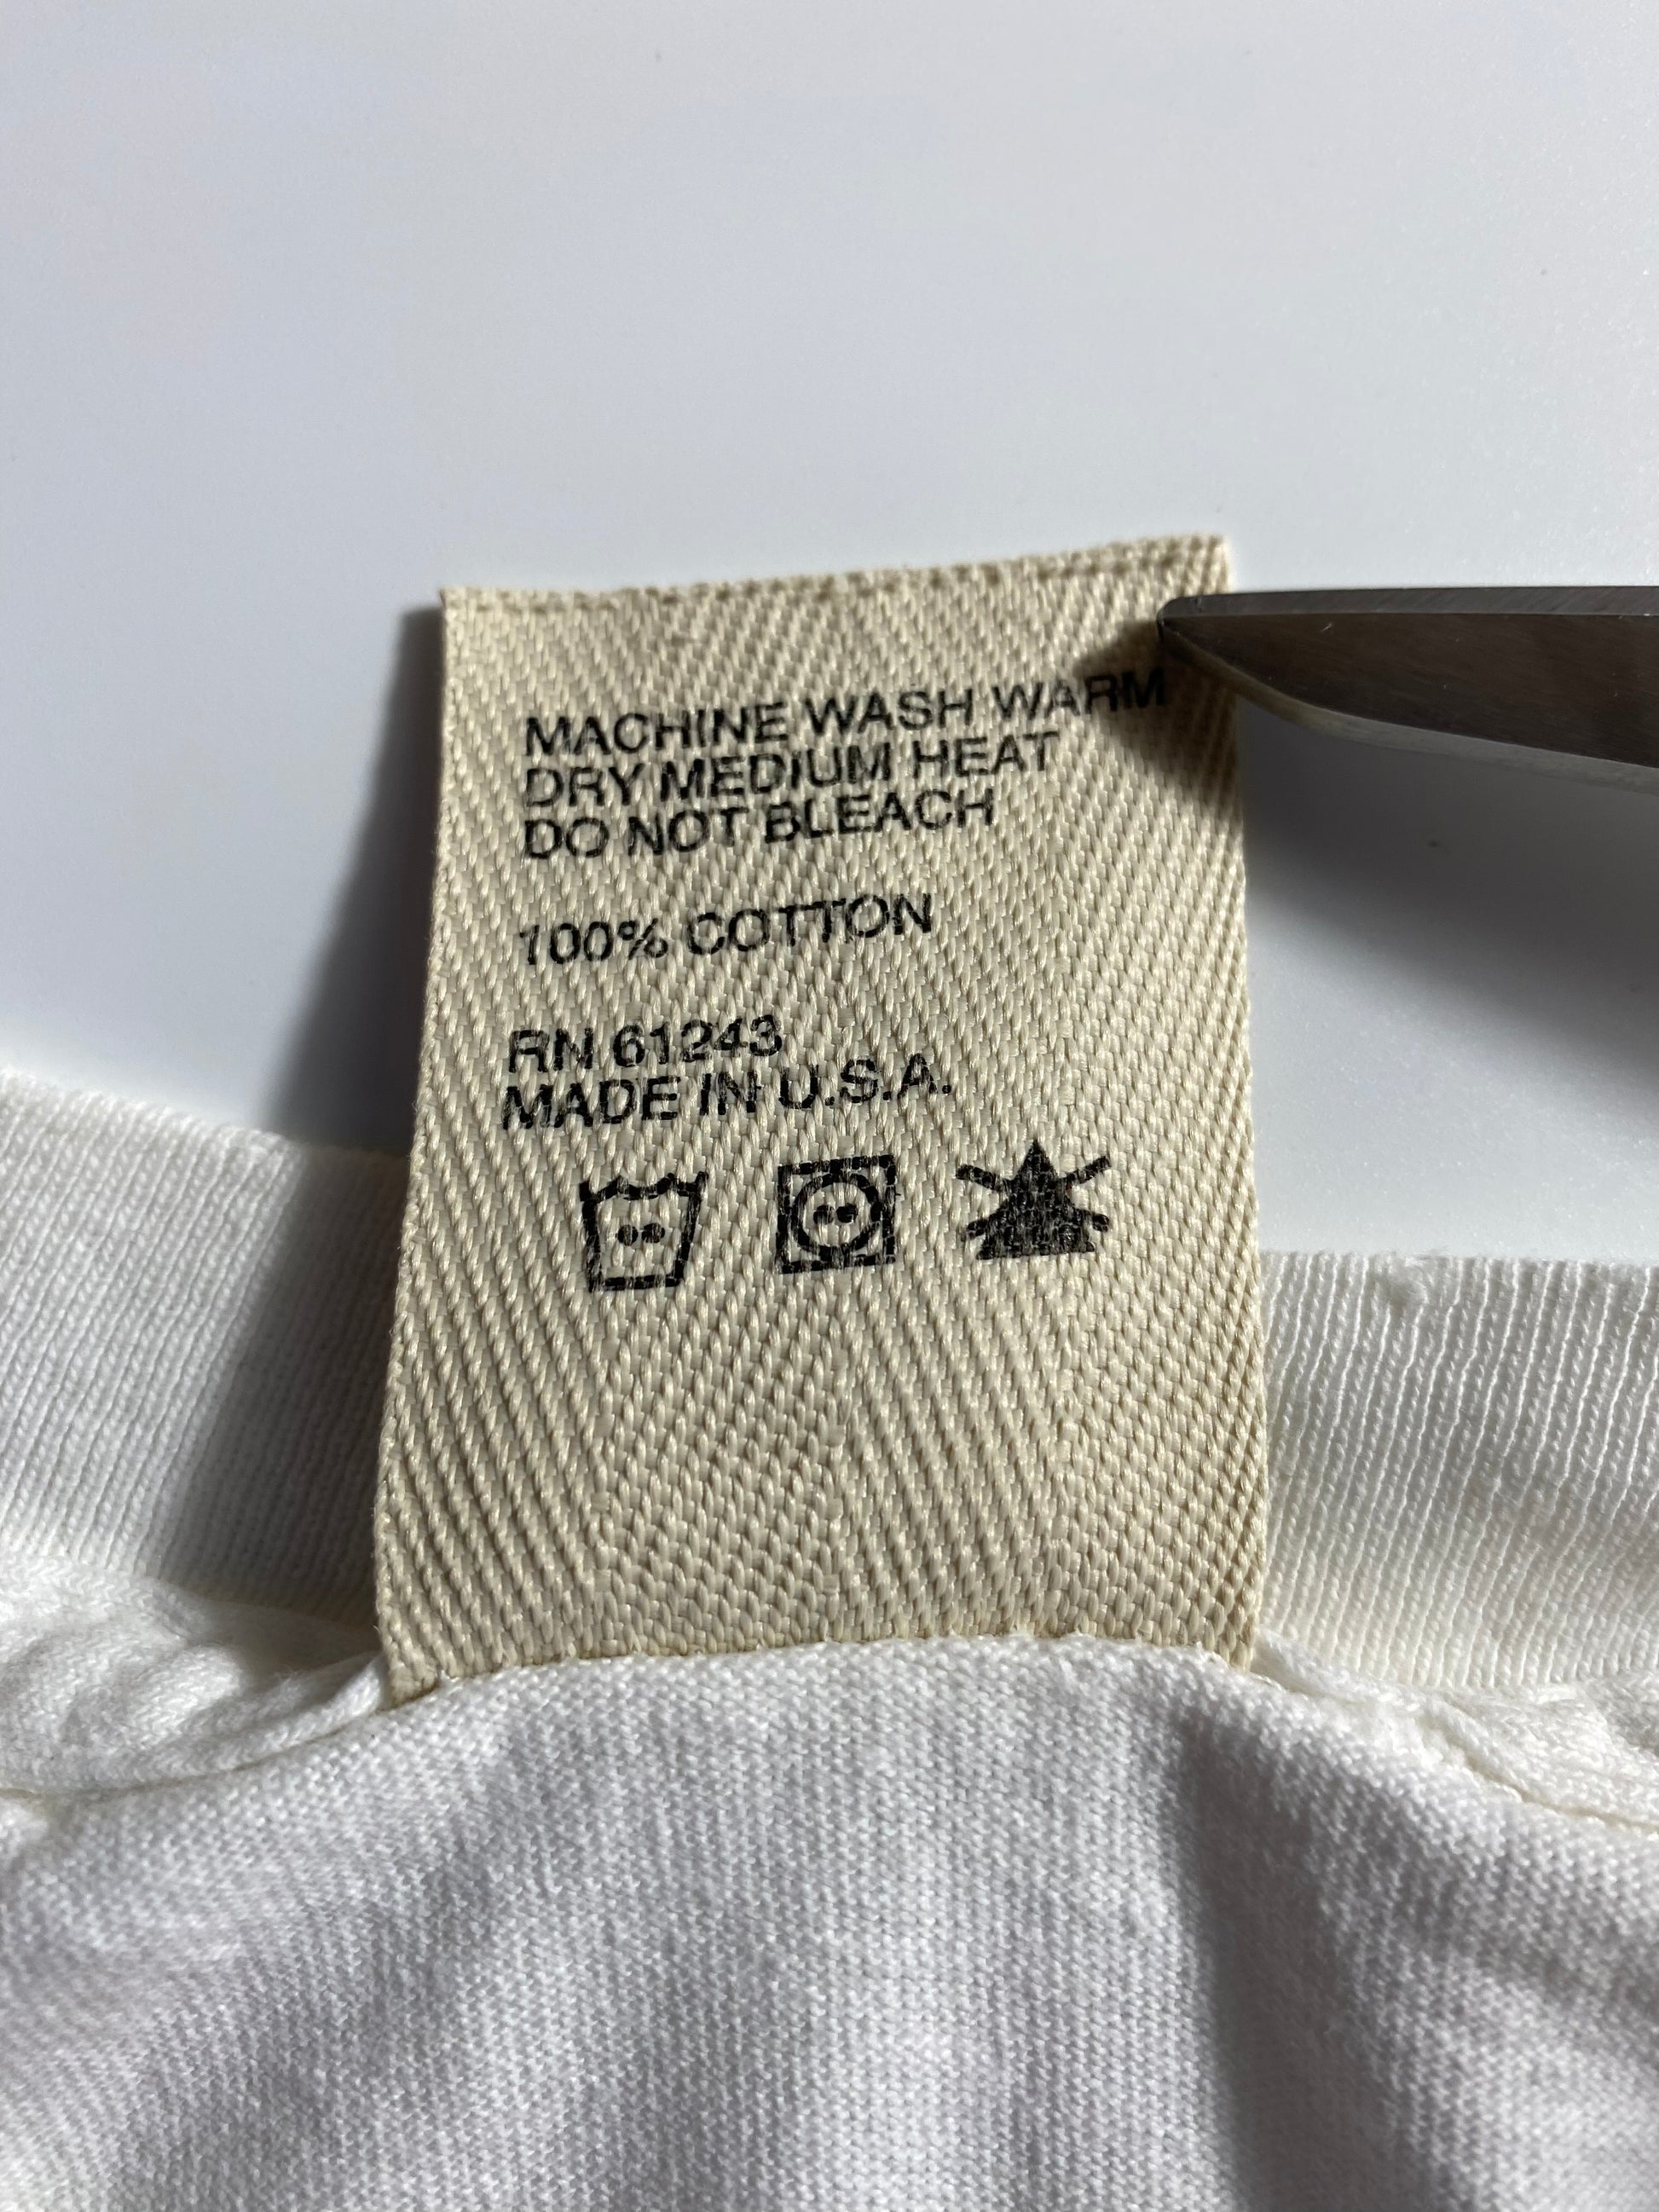 MACHINE WASH WARM
DRY MEDIUM HEAT
DO NOT BLEACH
100% COTTON
RN 61243
MADE IN U.S.A.